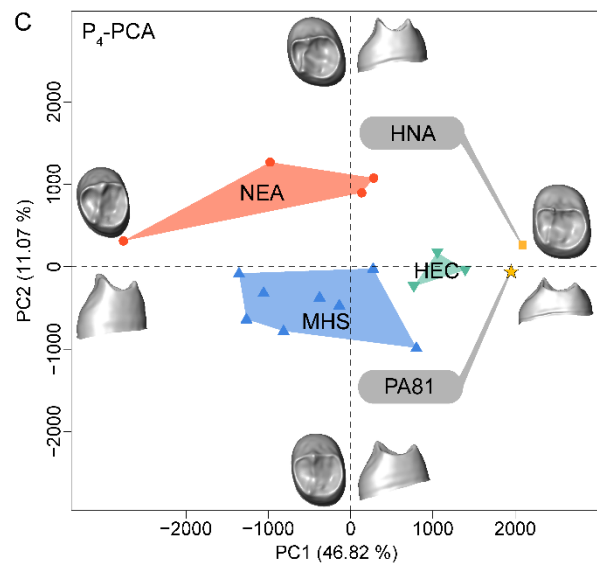 C
P₄-PCA
HNA
NEA
HEC
MHS
PA81
PC2 (11.07 %)
2000
1000
0
−1000
−2000
−2000
−1000
0
1000
2000
PC1 (46.82 %)